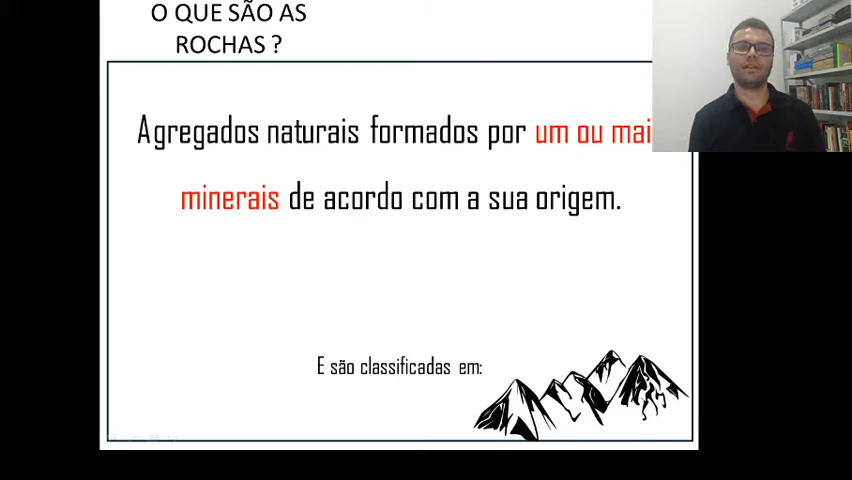 O QUE SÃO AS
ROCHAS ?
Agregados naturais formados por um ou mai
minerais de acordo com a sua origem.
E são classificadas em: